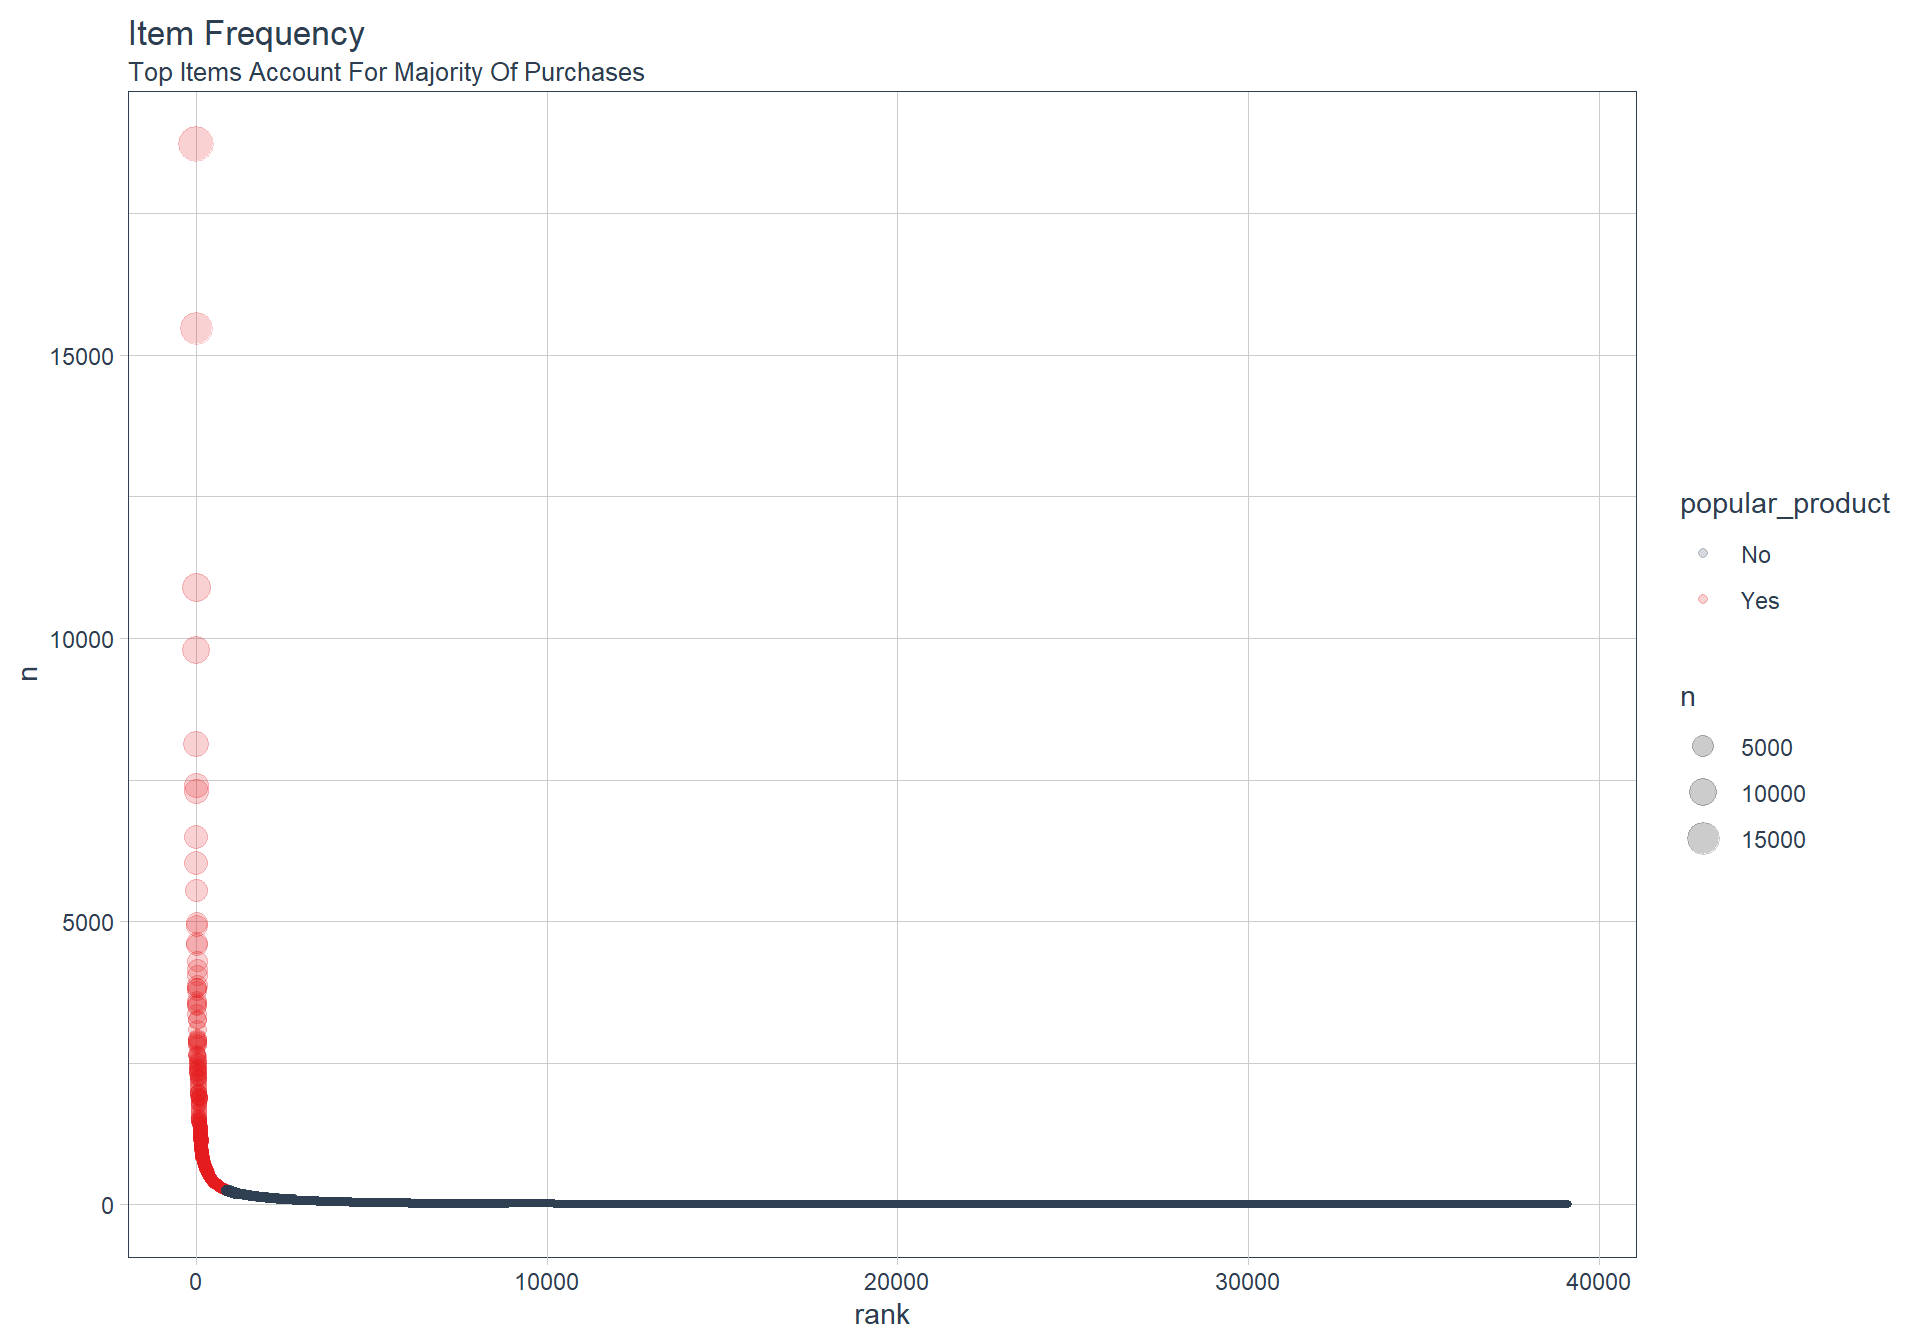 Item Frequency
Top Items Account For Majority Of Purchases
15000
10000
5000
0
n
0
10000
20000
30000
40000
rank
popular_product
No
Yes
n
5000
10000
15000